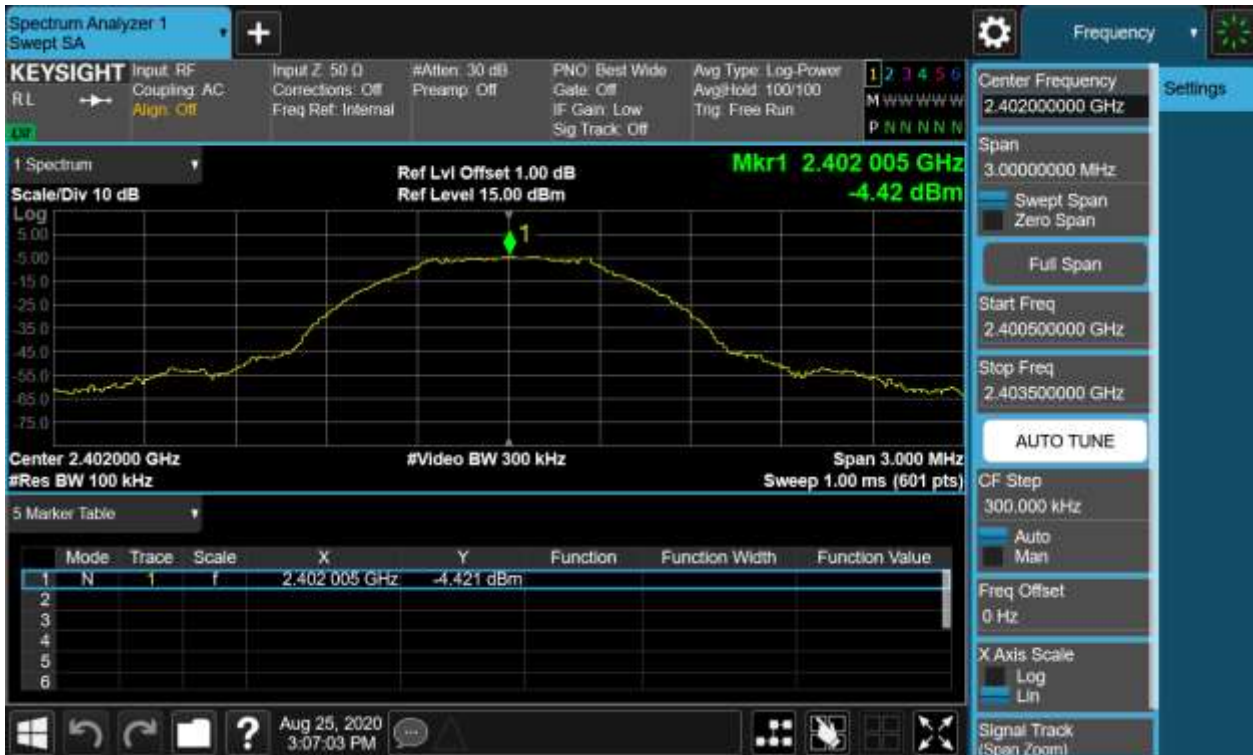 Spectrum Analyzer 1
Swept SA
+
Frequency
KEYSIGHT
RL
Input: RF
Coupling: AC
Align: Off
Input Z: 50 Ω
Corrections: Off
Freq Ref: Internal
#Atten: 30 dB
Preamp: Off
PNO: Best Wide
Gate: Off
IF Gain: Low
Sig Track: Off
Avg Type: Log-Power
Avg|Hold: 100/100
Trig: Free Run
1 2 3 4 5 6
M W W W W W
P N N N N N
1 Spectrum
Scale/Div 10 dB
Ref Lvl Offset 1.00 dB
Ref Level 15.00 dBm
Mkr1 2.402 005 GHz
-4.42 dBm
Log
5.00
-5.00
-15.0
-25.0
-35.0
-45.0
-55.0
-65.0
-75.0
1
Center 2.402000 GHz
#Res BW 100 kHz
#Video BW 300 kHz
Span 3.000 MHz
Sweep 1.00 ms (601 pts)
5 Marker Table
Mode Trace Scale X Y Function Function Width Function Value
1 N 1 f 2.402 005 GHz -4.421 dBm
2
3
4
5
6
?
Aug 25, 2020
3:07:03 PM
Center Frequency
2.402000000 GHz
Settings
Span
3.00000000 MHz
Swept Span
Zero Span
Full Span
Start Freq
2.400500000 GHz
Stop Freq
2.403500000 GHz
AUTO TUNE
CF Step
300.000 kHz
Auto
Man
Freq Offset
0 Hz
X Axis Scale
Log
Lin
Signal Track
(Span Zoom)